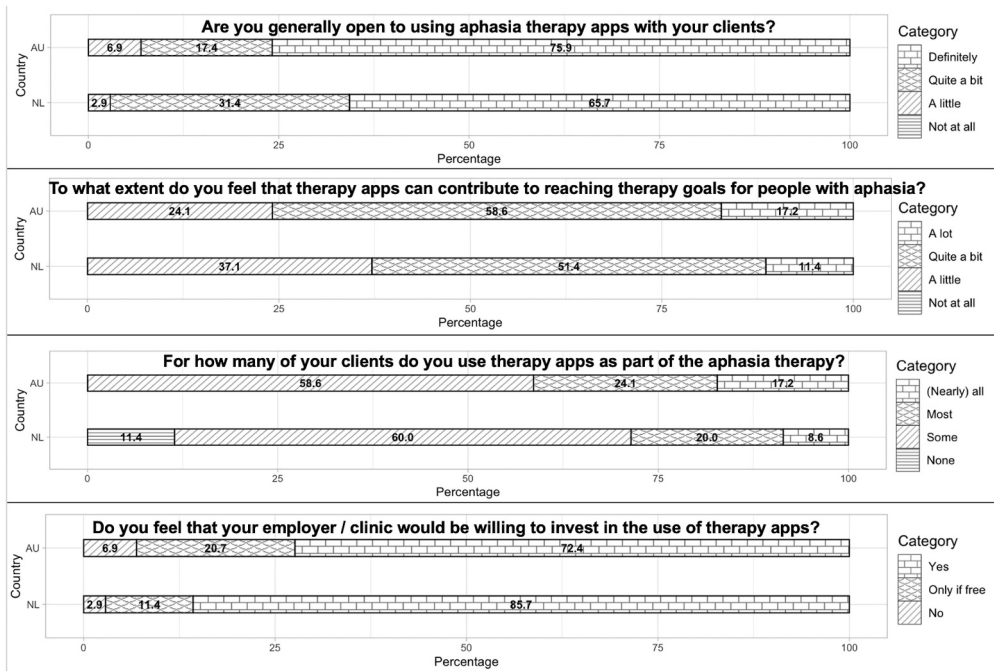 Are you generally open to using aphasia therapy apps with your clients?
Country
AU
6.9 17.4 75.9
NL
2.9 31.4 65.7
0 25 50 75 100
Percentage
Category
Definitely
Quite a bit
A little
Not at all
To what extent do you feel that therapy apps can contribute to reaching therapy goals for people with aphasia?
Country
AU
24.1 58.6 17.2
NL
37.1 51.4 11.4
0 25 50 75 100
Percentage
Category
A lot
Quite a bit
A little
Not at all
For how many of your clients do you use therapy apps as part of the aphasia therapy?
Country
AU
58.6 24.1 17.2
NL
11.4 60.0 20.0 8.6
0 25 50 75 100
Percentage
Category
(Nearly) all
Most
Some
None
Do you feel that your employer / clinic would be willing to invest in the use of therapy apps?
Country
AU
6.9 20.7 72.4
NL
2.9 11.4 85.7
0 25 50 75 100
Percentage
Category
Yes
Only if free
No